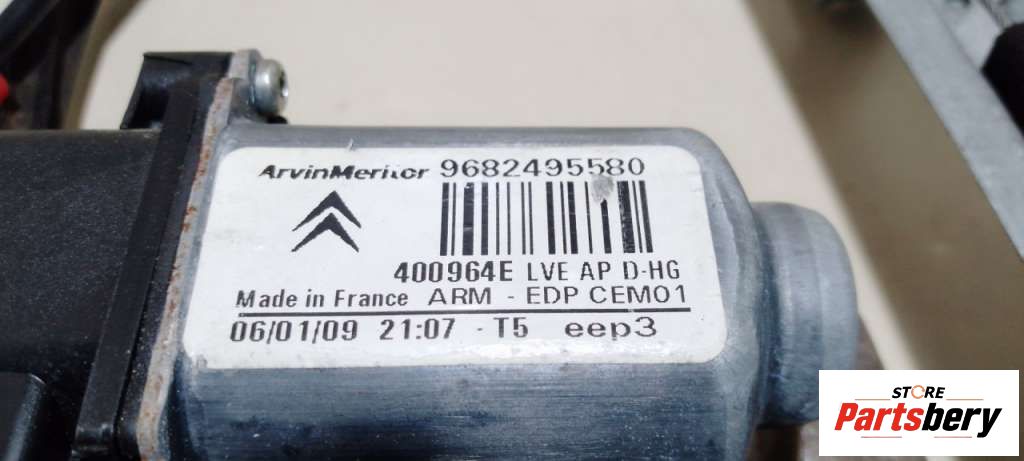 ArvinMeritor 9682495580
400964E LVE AP D-HG
Made in France ARM - EDP CEM01
06/01/09 21:07 - T5 eep3
STORE
Partsbery